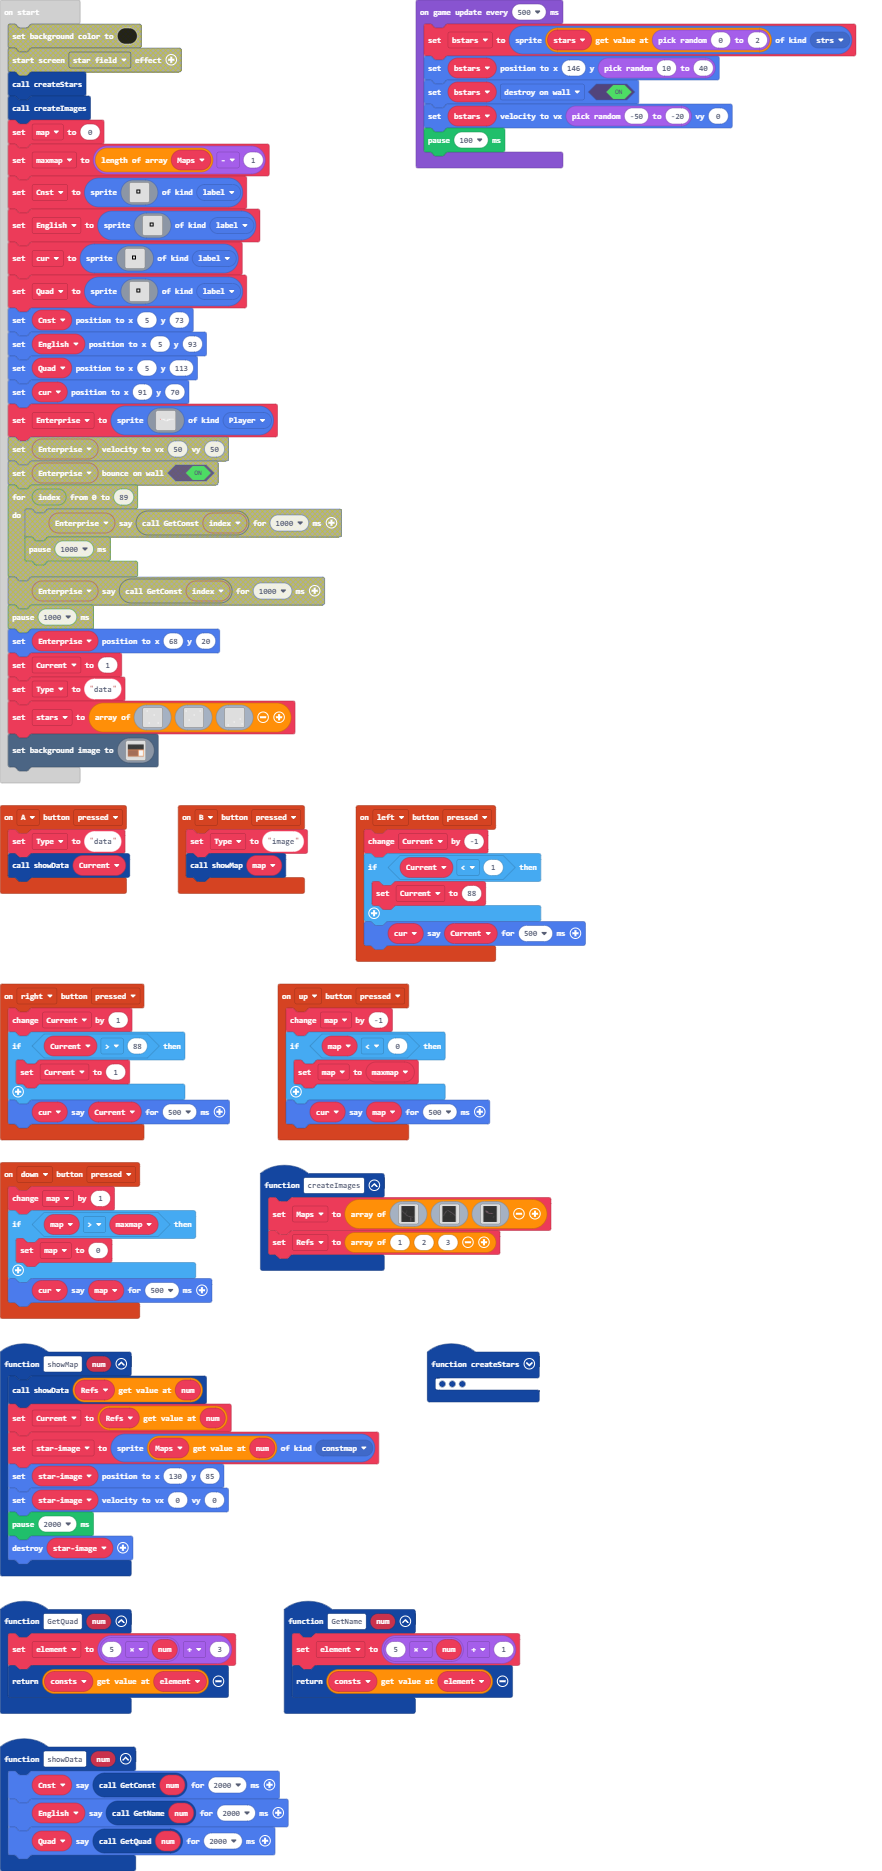 on start
set background color to
start screen star field effect
call createStars
call createImages
set map to 0
set maxmap to length of array Maps - 1
set Cnst to sprite of kind label
set English to sprite of kind label
set cur to sprite of kind label
set Quad to sprite of kind label
set Cnst position to x 5 y 73
set English position to x 5 y 93
set Quad position to x 5 y 113
set cur position to x 91 y 70
set Enterprise to sprite of kind Player
set Enterprise velocity to vx 50 vy 50
set Enterprise bounce on wall ON
for index from 0 to 89
do
Enterprise say call GetConst index for 1000 ms
pause 1000 ms
Enterprise say call GetConst index for 1000 ms
pause 1000 ms
set Enterprise position to x 68 y 20
set Current to 1
set Type to "data"
set stars to array of
set background image to
on game update every 500 ms
set bstars to sprite stars get value at pick random 0 to 2 of kind strs
set bstars position to x 146 y pick random 10 to 40
set bstars destroy on wall ON
set bstars velocity to vx pick random -50 to -20 vy 0
pause 100 ms
on A button pressed
set Type to "data"
call showData Current
on B button pressed
set Type to "image"
call showMap map
on left button pressed
change Current by -1
if Current < 1 then
set Current to 88
cur say Current for 500 ms
on right button pressed
change Current by 1
if Current > 88 then
set Current to 1
cur say Current for 500 ms
on up button pressed
change map by -1
if map < 0 then
set map to maxmap
cur say map for 500 ms
on down button pressed
change map by 1
if map > maxmap then
set map to 0
cur say map for 500 ms
function createImages
set Maps to array of
set Refs to array of 1 2 3
function showMap num
call showData Refs get value at num
set Current to Refs get value at num
set star-image to sprite Maps get value at num of kind constmap
set star-image position to x 130 y 85
set star-image velocity to vx 0 vy 0
pause 2000 ms
destroy star-image
function createStars
function GetQuad num
set element to 5 × num + 3
return consts get value at element
function GetName num
set element to 5 × num + 1
return consts get value at element
function showData num
Cnst say call GetConst num for 2000 ms
English say call GetName num for 2000 ms
Quad say call GetQuad num for 2000 ms